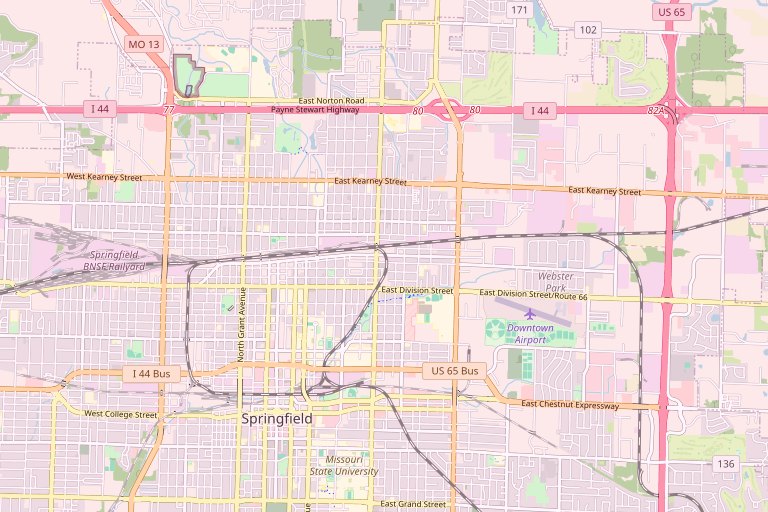 171
US 65
102
MO 13
East Norton Road
I 44
77
Payne Stewart Highway
80
80
I 44
82A
West Kearney Street
East Kearney Street
East Kearney Street
Springfield
BNSF Railyard
Webster
Park
East Division Street
East Division Street/Route 66
North Grant Avenue
Downtown
Airport
I 44 Bus
US 65 Bus
West College Street
East Chestnut Expressway
Springfield
Missouri
State University
136
East Grand Street